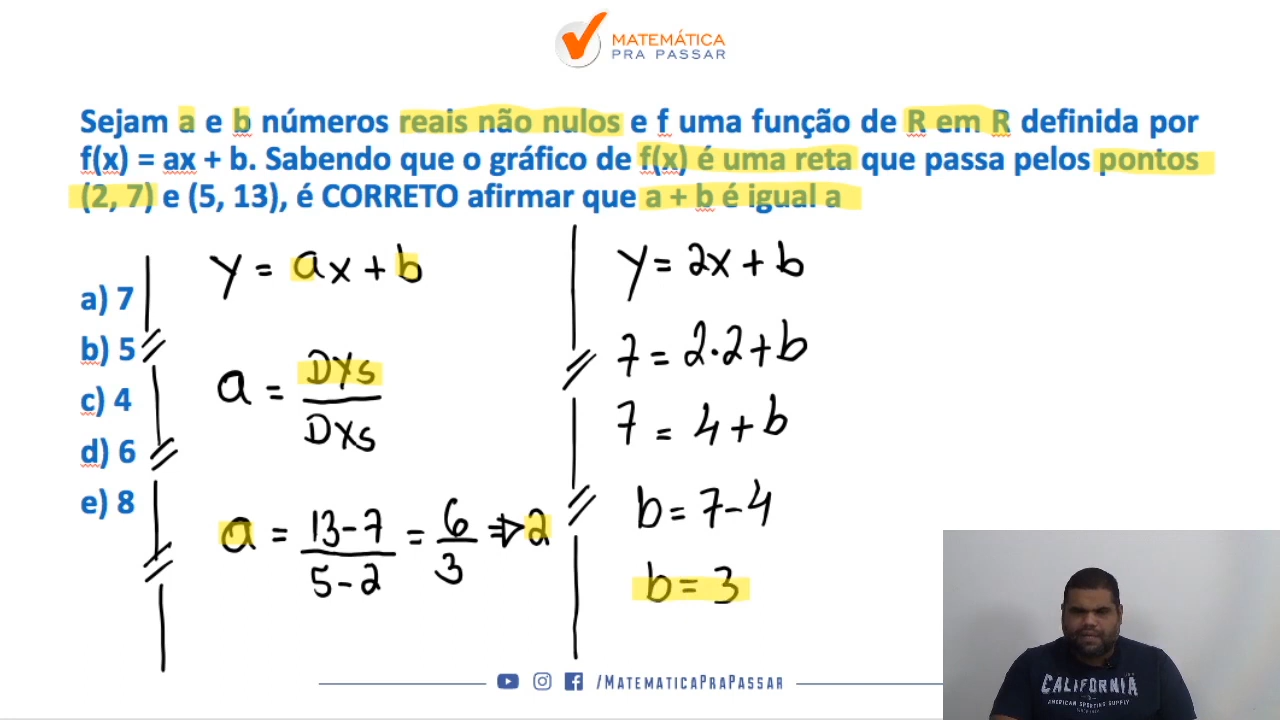 MATEMÁTICA
PRA PASSAR
Sejam a e b números reais não nulos e f uma função de R em R definida por
f(x) = ax + b. Sabendo que o gráfico de f(x) é uma reta que passa pelos pontos
(2, 7) e (5, 13), é CORRETO afirmar que a + b é igual a
a) 7
b) 5
c) 4
d) 6
e) 8
y = ax + b
a = DYs / DXs
a = 13-7 / 5-2 = 6/3 ⇒ 2
y = 2x + b
7 = 2·2 + b
7 = 4 + b
b = 7-4
b = 3
/MATEMATICAPRAPASSAR
CALIFORNIA
AMERICAN SPORTING SUPPLY